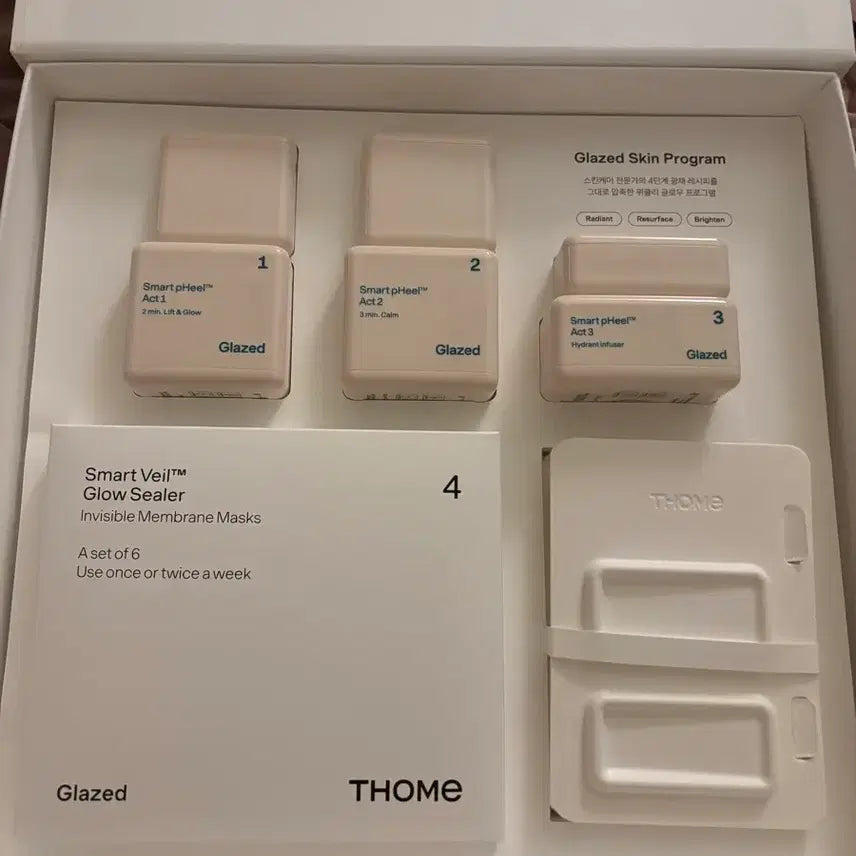 Glazed Skin Program
스킨케어 전문가의 4단계 광채 레시피를
그대로 압축한 위클리 글로우 프로그램
Radiant
Resurface
Brighten
1
Smart pHeel™
Act 1
2 min. Lift & Glow
Glazed
2
Smart pHeel™
Act 2
3 min. Calm
Glazed
3
Smart pHeel™
Act 3
Hydrant infuser
Glazed
Smart Veil™
Glow Sealer
Invisible Membrane Masks
4
A set of 6
Use once or twice a week
Glazed
THOMe
THOMe